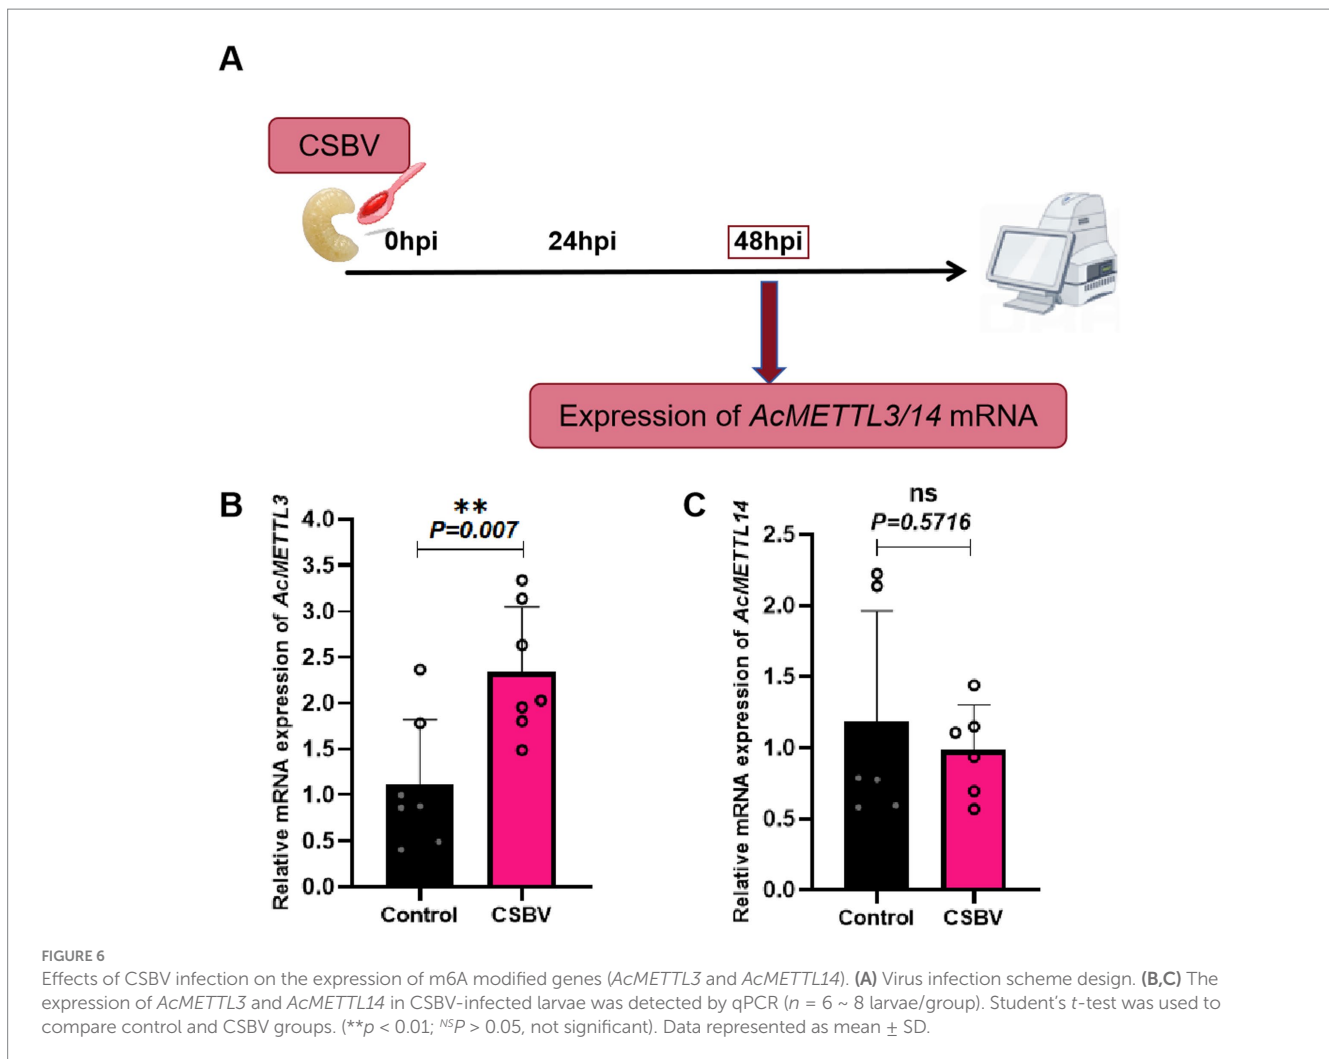 A
CSBV
0hpi 24hpi 48hpi
Expression of AcMETTL3/14 mRNA
B
Relative mRNA expression of AcMETTL3
**
P=0.007
4.0
3.5
3.0
2.5
2.0
1.5
1.0
0.5
0.0
Control CSBV
C
Relative mRNA expression of AcMETTL14
ns
P=0.5716
2.5
2.0
1.5
1.0
0.5
0.0
Control CSBV
FIGURE 6
Effects of CSBV infection on the expression of m6A modified genes (AcMETTL3 and AcMETTL14). (A) Virus infection scheme design. (B,C) The
expression of AcMETTL3 and AcMETTL14 in CSBV-infected larvae was detected by qPCR (n = 6 ~ 8 larvae/group). Student’s t-test was used to
compare control and CSBV groups. (**p < 0.01; NSP > 0.05, not significant). Data represented as mean ± SD.